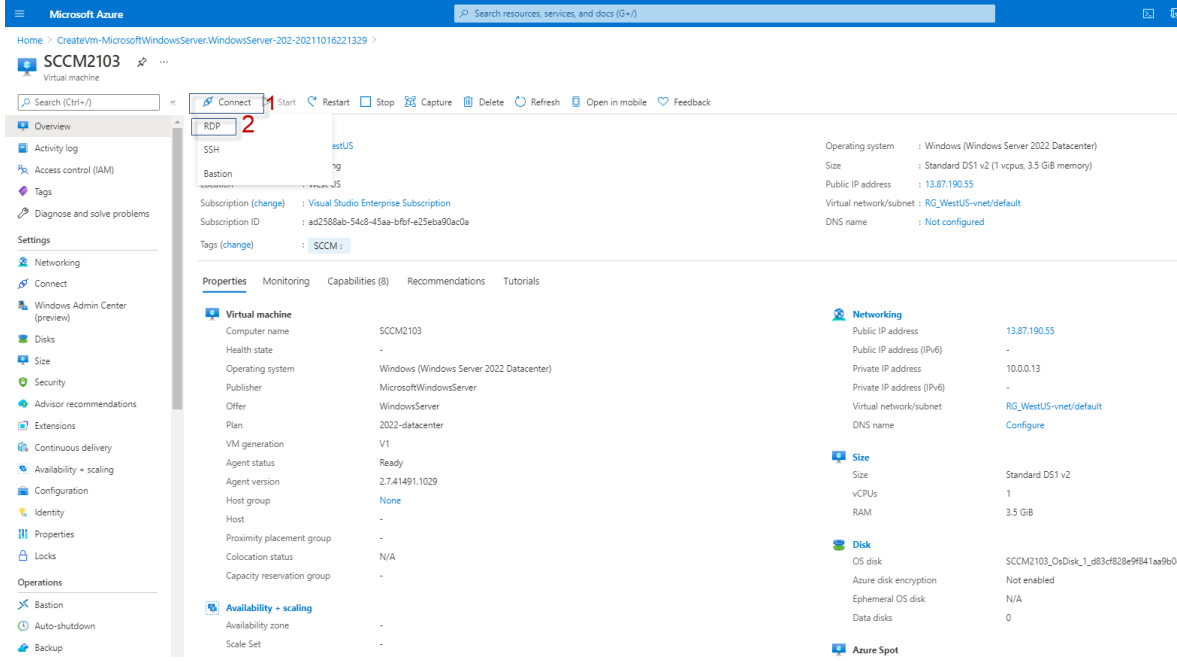 Microsoft Azure
Search resources, services, and docs (G+/)
Home > CreateVm-MicrosoftWindowsServer.WindowsServer-202-20211016221329 >
SCCM2103
Virtual machine
Search (Ctrl+/)
Overview
Activity log
Access control (IAM)
Tags
Diagnose and solve problems
Settings
Networking
Connect
Windows Admin Center
(preview)
Disks
Size
Security
Advisor recommendations
Extensions
Continuous delivery
Availability + scaling
Configuration
Identity
Properties
Locks
Operations
Bastion
Auto-shutdown
Backup
Connect 1 Start Restart Stop Capture Delete Refresh Open in mobile Feedback
RDP 2
SSH
Bastion
estUS
ng
Location : West US
Subscription (change) : Visual Studio Enterprise Subscription
Subscription ID : ad2588ab-54c8-45aa-bfbf-e25eba90ac0a
Tags (change) : SCCM :
Operating system : Windows (Windows Server 2022 Datacenter)
Size : Standard DS1 v2 (1 vcpus, 3.5 GiB memory)
Public IP address : 13.87.190.55
Virtual network/subnet : RG_WestUS-vnet/default
DNS name : Not configured
Properties Monitoring Capabilities (8) Recommendations Tutorials
Virtual machine
Computer name SCCM2103
Health state -
Operating system Windows (Windows Server 2022 Datacenter)
Publisher MicrosoftWindowsServer
Offer WindowsServer
Plan 2022-datacenter
VM generation V1
Agent status Ready
Agent version 2.7.41491.1029
Host group None
Host -
Proximity placement group -
Colocation status N/A
Capacity reservation group -
Availability + scaling
Availability zone -
Scale Set -
Networking
Public IP address 13.87.190.55
Public IP address (IPv6) -
Private IP address 10.0.0.13
Private IP address (IPv6) -
Virtual network/subnet RG_WestUS-vnet/default
DNS name Configure
Size
Size Standard DS1 v2
vCPUs 1
RAM 3.5 GiB
Disk
OS disk SCCM2103_OsDisk_1_d83cf828e9f841aa9b0
Azure disk encryption Not enabled
Ephemeral OS disk N/A
Data disks 0
Azure Spot